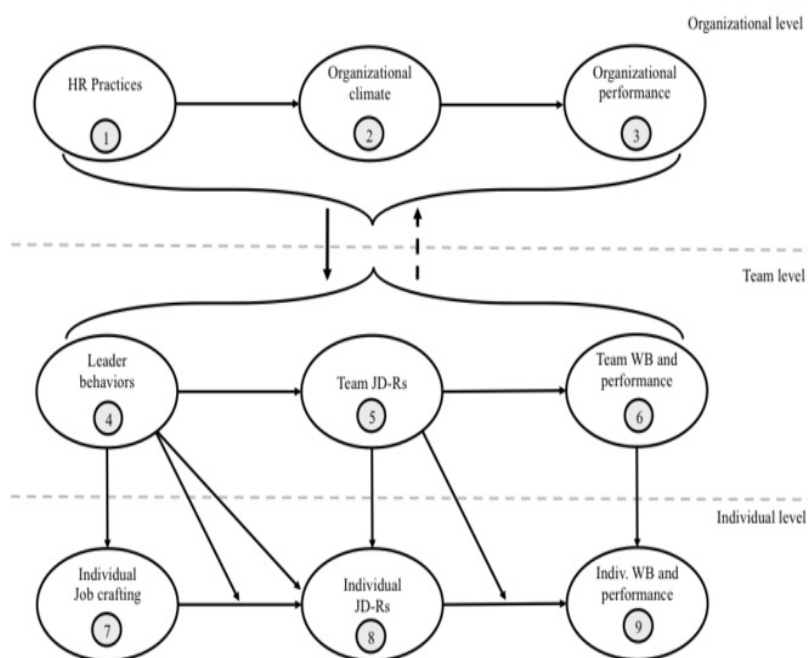 Organizational level
HR Practices
1
Organizational
climate
2
Organizational
performance
3
Team level
Leader
behaviors
4
Team JD-Rs
5
Team WB and
performance
6
Individual level
Individual
Job crafting
7
Individual
JD-Rs
8
Indiv. WB and
performance
9